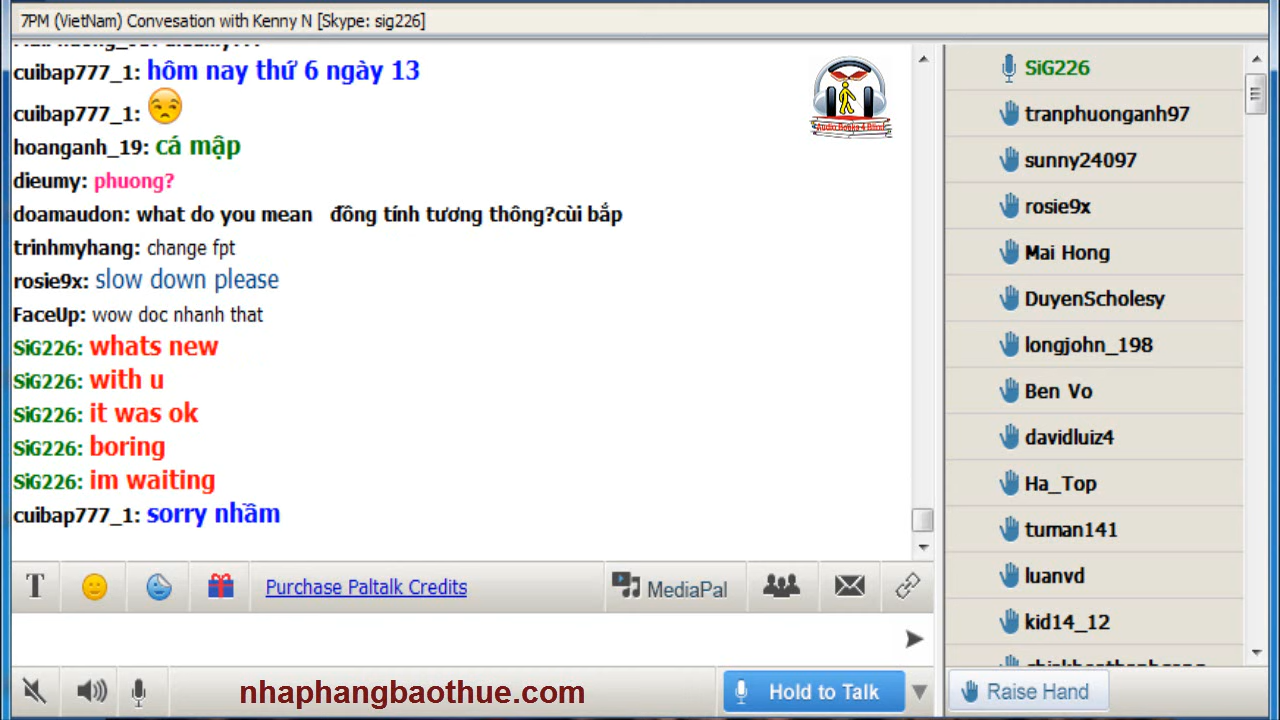 7PM (VietNam) Convesation with Kenny N [Skype: sig226]
cuibap777_1: hôm nay thứ 6 ngày 13
cuibap777_1:
hoanganh_19: cá mập
dieumy: phuong?
doamaudon: what do you mean đồng tính tương thông?cùi bắp
trinhmyhang: change fpt
rosie9x: slow down please
FaceUp: wow doc nhanh that
SiG226: whats new
SiG226: with u
SiG226: it was ok
SiG226: boring
SiG226: im waiting
cuibap777_1: sorry nhầm
Audio Books 4 Blind
T
Purchase Paltalk Credits
MediaPal
nhaphangbaothue.com
Hold to Talk
SiG226
tranphuonganh97
sunny24097
rosie9x
Mai Hong
DuyenScholesy
longjohn_198
Ben Vo
davidluiz4
Ha_Top
tuman141
luanvd
kid14_12
Raise Hand